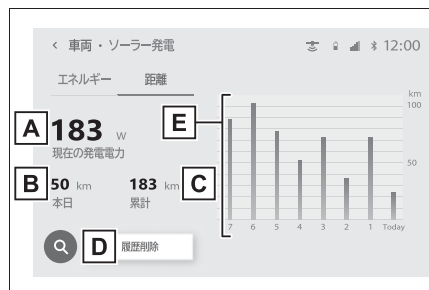 < 車両・ソーラー発電
12:00
エネルギー 距離
A 183 W
現在の発電電力
B 50 km 183 km C
本日 累計
D 履歴削除
E
km
100
50
7 6 5 4 3 2 1 Today